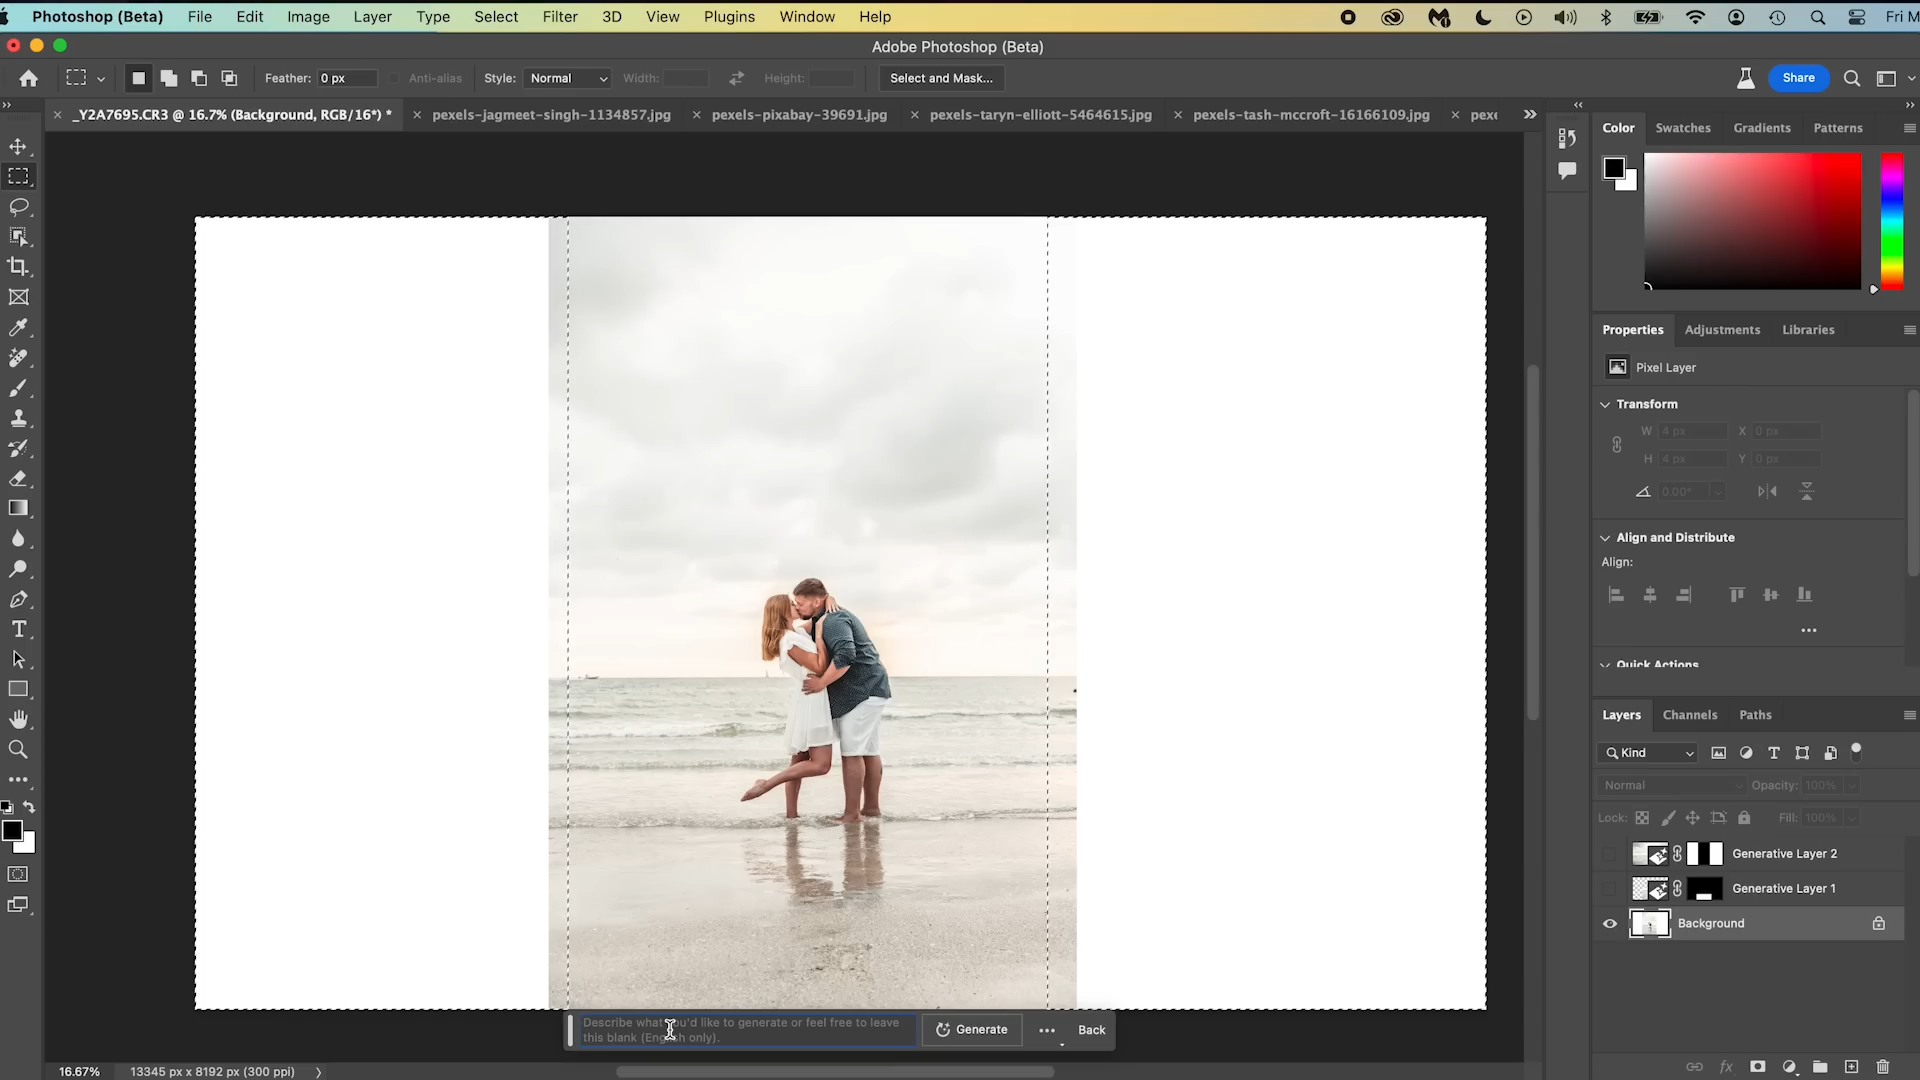 Photoshop (Beta) File Edit Image Layer Type Select Filter 3D View Plugins Window Help Fri M
Adobe Photoshop (Beta)
Feather: 0 px Anti-alias Style: Normal Width: Height: Select and Mask... Share
_Y2A7695.CR3 @ 16.7% (Background, RGB/16*) * pexels-jagmeet-singh-1134857.jpg pexels-pixabay-39691.jpg pexels-taryn-elliott-5464615.jpg pexels-tash-mccroft-16166109.jpg pexe
Color Swatches Gradients Patterns
Properties Adjustments Libraries
Pixel Layer
Transform
W 4 px X 0 px
H 4 px Y 0 px
0.00°
Align and Distribute
Align:
Quick Actions
Layers Channels Paths
Kind
Normal Opacity: 100%
Lock: Fill: 100%
Generative Layer 2
Generative Layer 1
Background
Describe what you'd like to generate or feel free to leave
this blank (English only).
Generate Back
16.67% 13345 px x 8192 px (300 ppi)